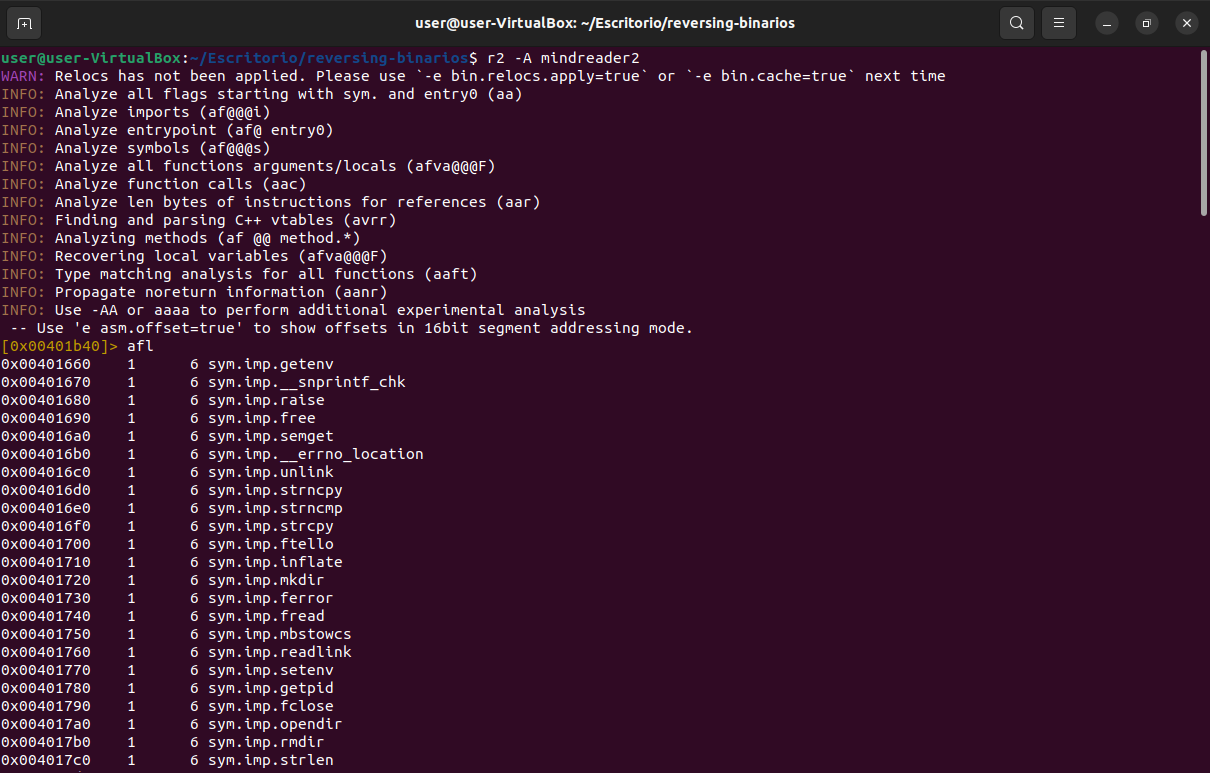 user@user-VirtualBox: ~/Escritorio/reversing-binarios
user@user-VirtualBox:~/Escritorio/reversing-binarios$ r2 -A mindreader2
WARN: Relocs has not been applied. Please use `-e bin.relocs.apply=true` or `-e bin.cache=true` next time
INFO: Analyze all flags starting with sym. and entry0 (aa)
INFO: Analyze imports (af@@@i)
INFO: Analyze entrypoint (af@ entry0)
INFO: Analyze symbols (af@@@s)
INFO: Analyze all functions arguments/locals (afva@@@F)
INFO: Analyze function calls (aac)
INFO: Analyze len bytes of instructions for references (aar)
INFO: Finding and parsing C++ vtables (avrr)
INFO: Analyzing methods (af @@ method.*)
INFO: Recovering local variables (afva@@@F)
INFO: Type matching analysis for all functions (aaft)
INFO: Propagate noreturn information (aanr)
INFO: Use -AA or aaaa to perform additional experimental analysis
 -- Use 'e asm.offset=true' to show offsets in 16bit segment addressing mode.
[0x00401b40]> afl
0x00401660    1      6 sym.imp.getenv
0x00401670    1      6 sym.imp.__snprintf_chk
0x00401680    1      6 sym.imp.raise
0x00401690    1      6 sym.imp.free
0x004016a0    1      6 sym.imp.semget
0x004016b0    1      6 sym.imp.__errno_location
0x004016c0    1      6 sym.imp.unlink
0x004016d0    1      6 sym.imp.strncpy
0x004016e0    1      6 sym.imp.strncmp
0x004016f0    1      6 sym.imp.strcpy
0x00401700    1      6 sym.imp.ftello
0x00401710    1      6 sym.imp.inflate
0x00401720    1      6 sym.imp.mkdir
0x00401730    1      6 sym.imp.ferror
0x00401740    1      6 sym.imp.fread
0x00401750    1      6 sym.imp.mbstowcs
0x00401760    1      6 sym.imp.readlink
0x00401770    1      6 sym.imp.setenv
0x00401780    1      6 sym.imp.getpid
0x00401790    1      6 sym.imp.fclose
0x004017a0    1      6 sym.imp.opendir
0x004017b0    1      6 sym.imp.rmdir
0x004017c0    1      6 sym.imp.strlen